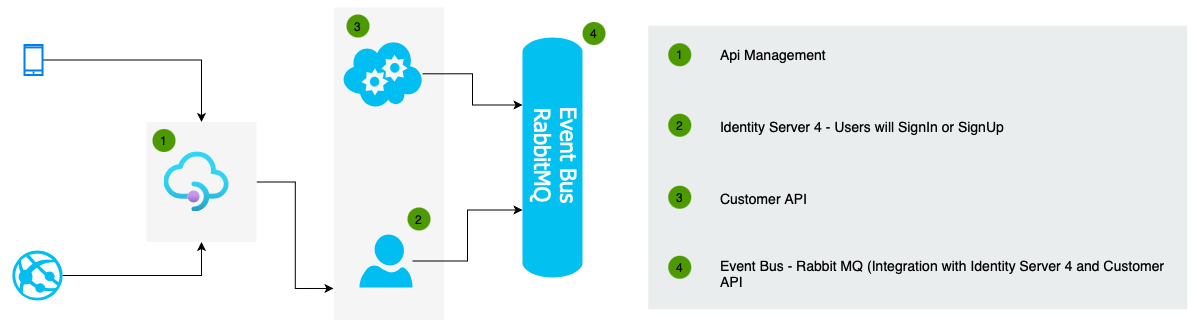 3
4
1
2
Event Bus
RabbitMQ
1 Api Management
2 Identity Server 4 - Users will SignIn or SignUp
3 Customer API
4 Event Bus - Rabbit MQ (Integration with Identity Server 4 and Customer
API